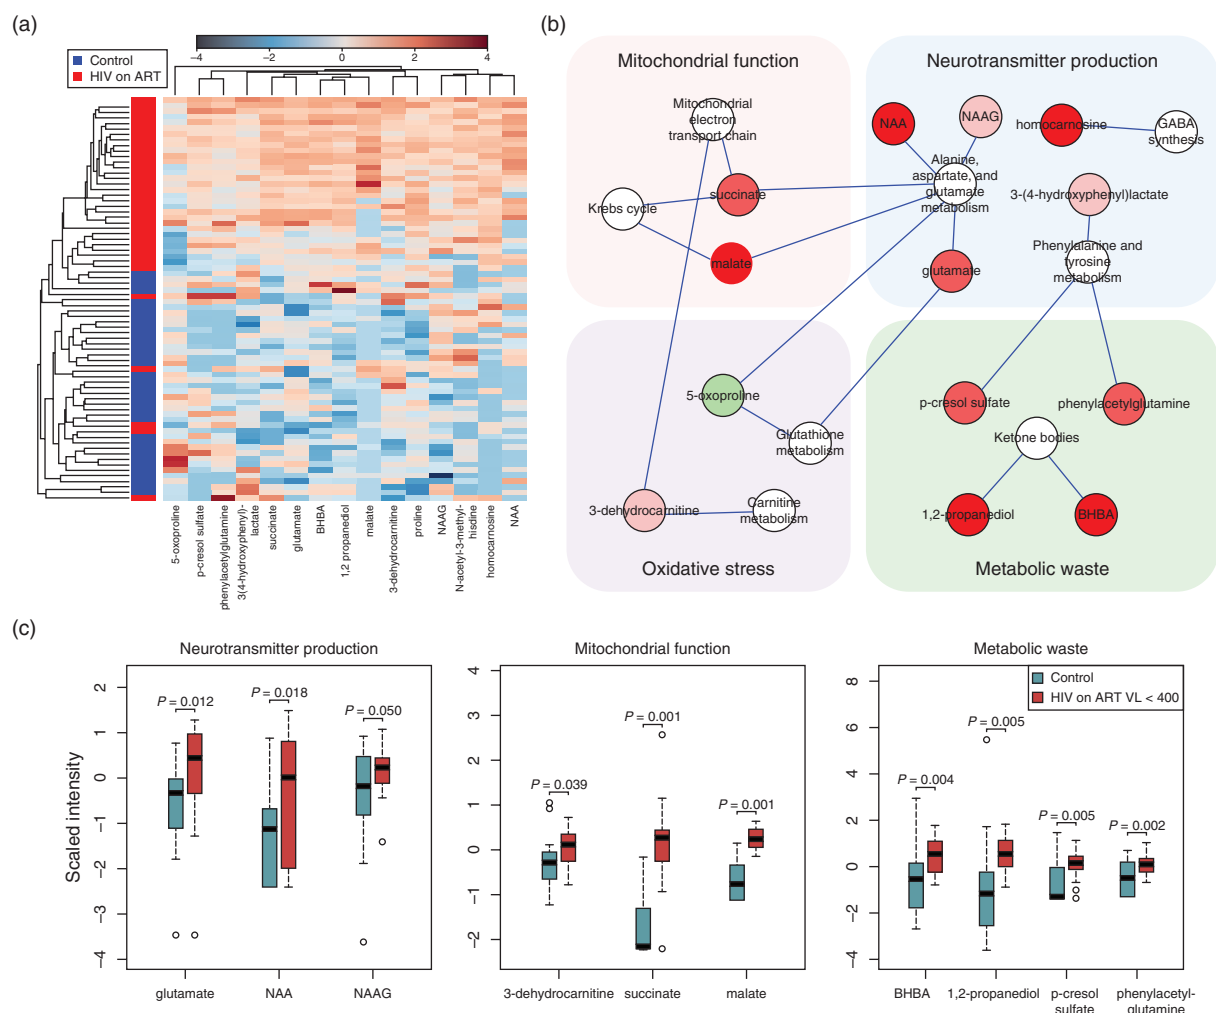 (a)
Control
HIV on ART
−4
−2
0
2
4
5-oxoproline
p-cresol sulfate
phenylacetylglutamine
3(4-hydroxyphenyl)-
lactate
succinate
glutamate
BHBA
1,2 propanediol
malate
3-dehydrocarnitine
proline
NAAG
N-acetyl-3-methyl-
hisdine
homocarnosine
NAA
(b)
Mitochondrial function
Neurotransmitter production
Mitochondrial
electron
transport chain
succinate
Krebs cycle
malate
NAA
NAAG
homocarnosine
GABA
synthesis
Alanine,
aspartate, and
glutamate
metabolism
3-(4-hydroxyphenyl)lactate
Phenylalanine and
tyrosine
metabolism
glutamate
5-oxoproline
Glutathione
metabolism
3-dehydrocarnitine
Carnitine
metabolism
Oxidative stress
p-cresol sulfate
phenylacetylglutamine
Ketone bodies
1,2-propanediol
BHBA
Metabolic waste
(c)
Neurotransmitter production
Scaled intensity
2
1
0
−1
−2
−3
−4
P = 0.012
P = 0.018
P = 0.050
glutamate
NAA
NAAG
Mitochondrial function
4
3
2
1
0
−1
−2
P = 0.039
P = 0.001
P = 0.001
3-dehydrocarnitine
succinate
malate
Metabolic waste
Control
HIV on ART VL < 400
8
6
4
2
0
−2
−4
P = 0.004
P = 0.005
P = 0.005
P = 0.002
BHBA
1,2-propanediol
p-cresol
sulfate
phenylacetyl-
glutamine